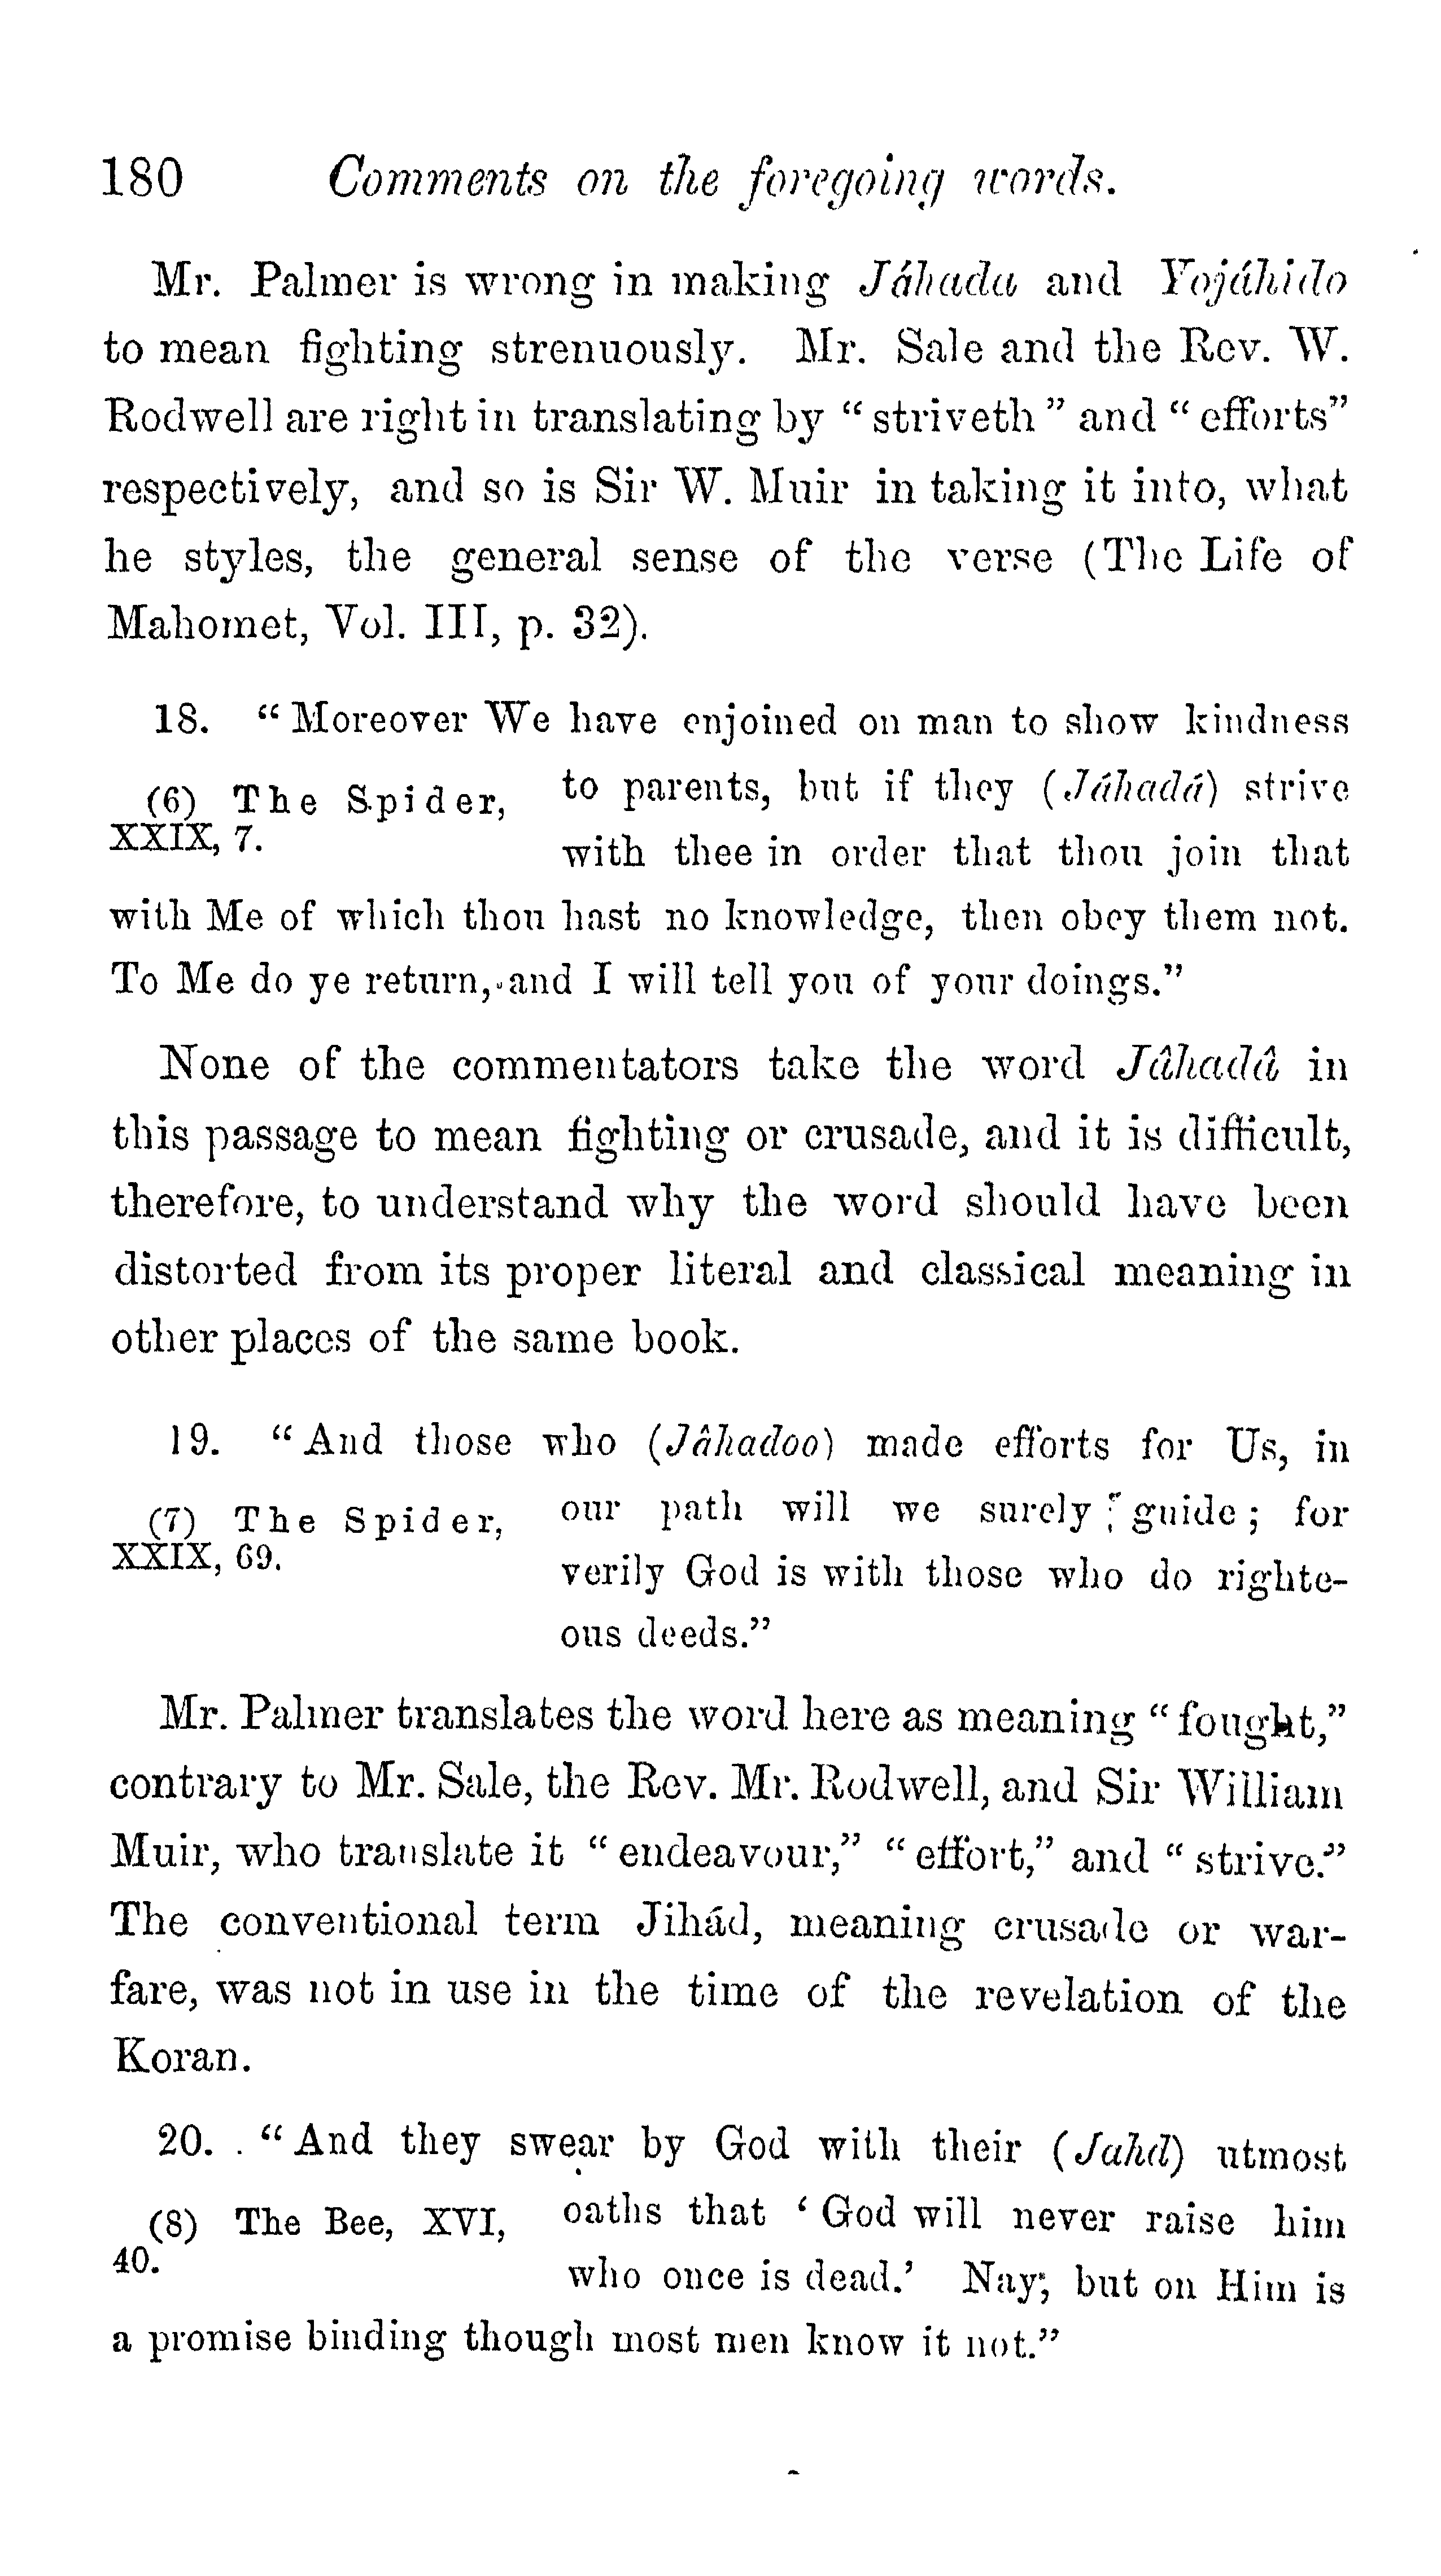 180 Comments on the foregoing words.
Mr. Palmer is wrong in making Jáhada and Yojáhido
to mean fighting strenuously. Mr. Sale and the Rev. W.
Rodwell are right in translating by “striveth” and “efforts”
respectively, and so is Sir W. Muir in taking it into, what
he styles, the general sense of the verse (The Life of
Mahomet, Vol. III, p. 32).
18. “Moreover We have enjoined on man to show kindness
(6) The Spider,
XXIX, 7.
to parents, but if they (Jáhadá) strive
with thee in order that thou join that
with Me of which thou hast no knowledge, then obey them not.
To Me do ye return, and I will tell you of your doings.”
None of the commentators take the word Jâhadâ in
this passage to mean fighting or crusade, and it is difficult,
therefore, to understand why the word should have been
distorted from its proper literal and classical meaning in
other places of the same book.
19. “And those who (Jâhadoo) made efforts for Us, in
(7) The Spider,
XXIX, 69.
our path will we surely guide; for
verily God is with those who do righte-
ous deeds.”
Mr. Palmer translates the word here as meaning “fought,”
contrary to Mr. Sale, the Rev. Mr. Rodwell, and Sir William
Muir, who translate it “endeavour,” “effort,” and “strive.”
The conventional term Jihád, meaning crusade or war-
fare, was not in use in the time of the revelation of the
Koran.
20. “And they swear by God with their (Jahd) utmost
(8) The Bee, XVI,
40.
oaths that ‘God will never raise him
who once is dead.’ Nay; but on Him is
a promise binding though most men know it not.”